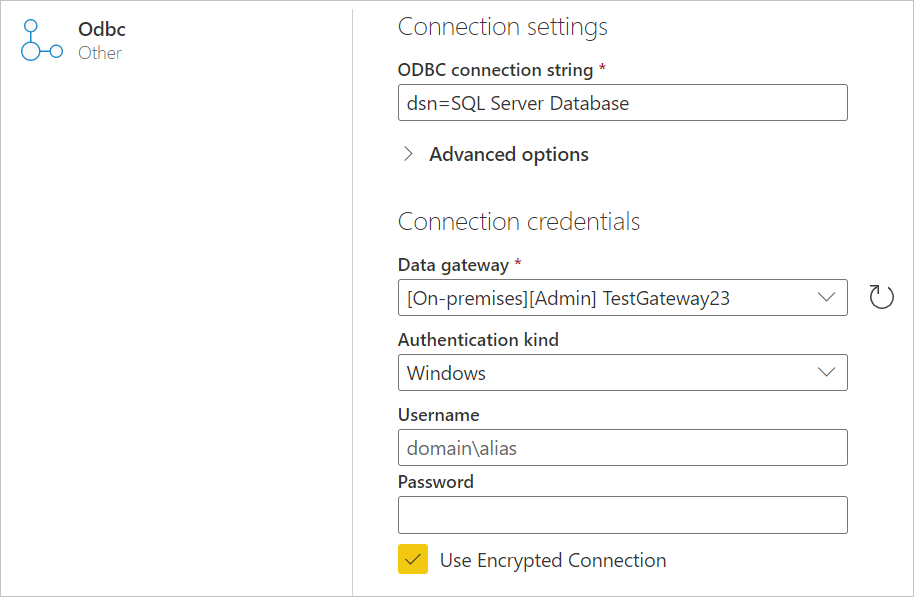 Odbc
Other
Connection settings
ODBC connection string *
dsn=SQL Server Database
Advanced options
Connection credentials
Data gateway *
[On-premises][Admin] TestGateway23
Authentication kind
Windows
Username
domain\alias
Password
Use Encrypted Connection